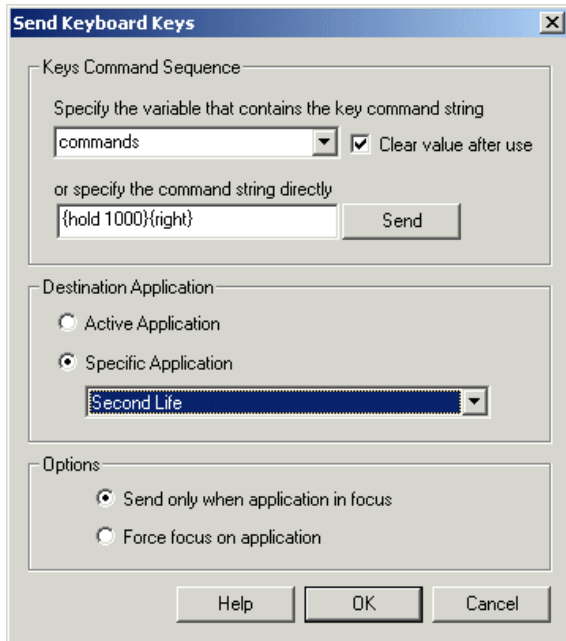 Send Keyboard Keys
Keys Command Sequence
Specify the variable that contains the key command string
commands
Clear value after use
or specify the command string directly
{hold 1000}{right}
Send
Destination Application
Active Application
Specific Application
Second Life
Options
Send only when application in focus
Force focus on application
Help OK Cancel